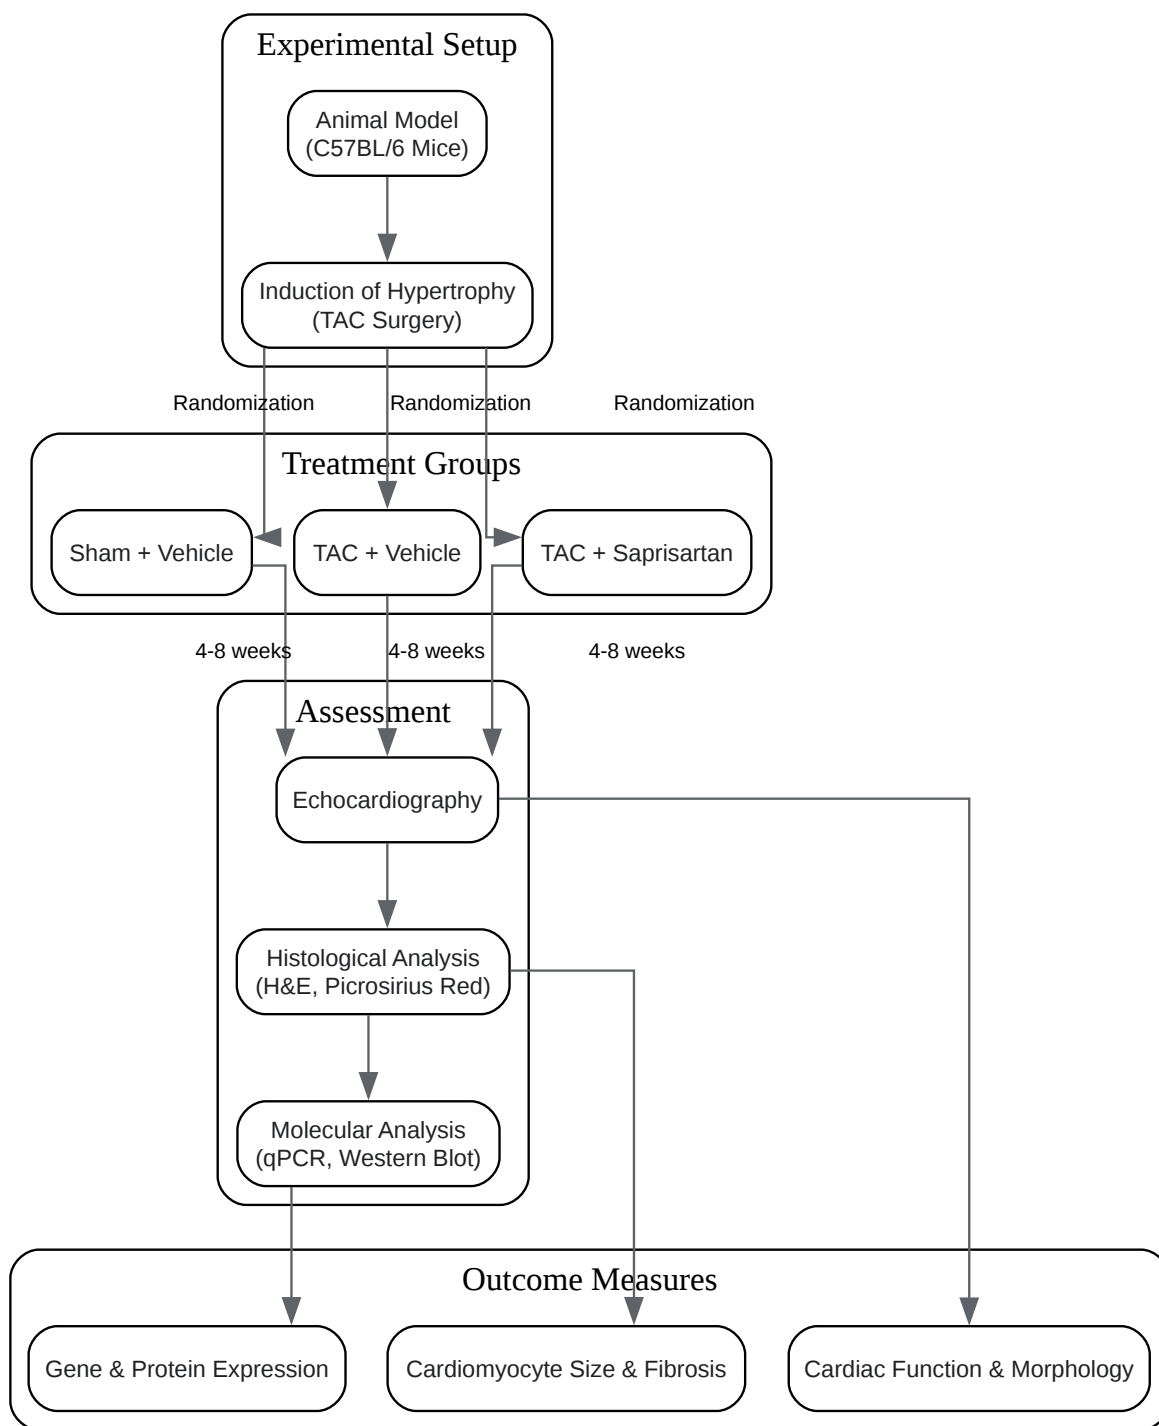 Experimental Setup
Animal Model
(C57BL/6 Mice)
Induction of Hypertrophy
(TAC Surgery)
Randomization
Randomization
Randomization
Treatment Groups
Sham + Vehicle
TAC + Vehicle
TAC + Saprisartan
4-8 weeks
4-8 weeks
4-8 weeks
Assessment
Echocardiography
Histological Analysis
(H&E, Picrosirius Red)
Molecular Analysis
(qPCR, Western Blot)
Outcome Measures
Gene & Protein Expression
Cardiomyocyte Size & Fibrosis
Cardiac Function & Morphology